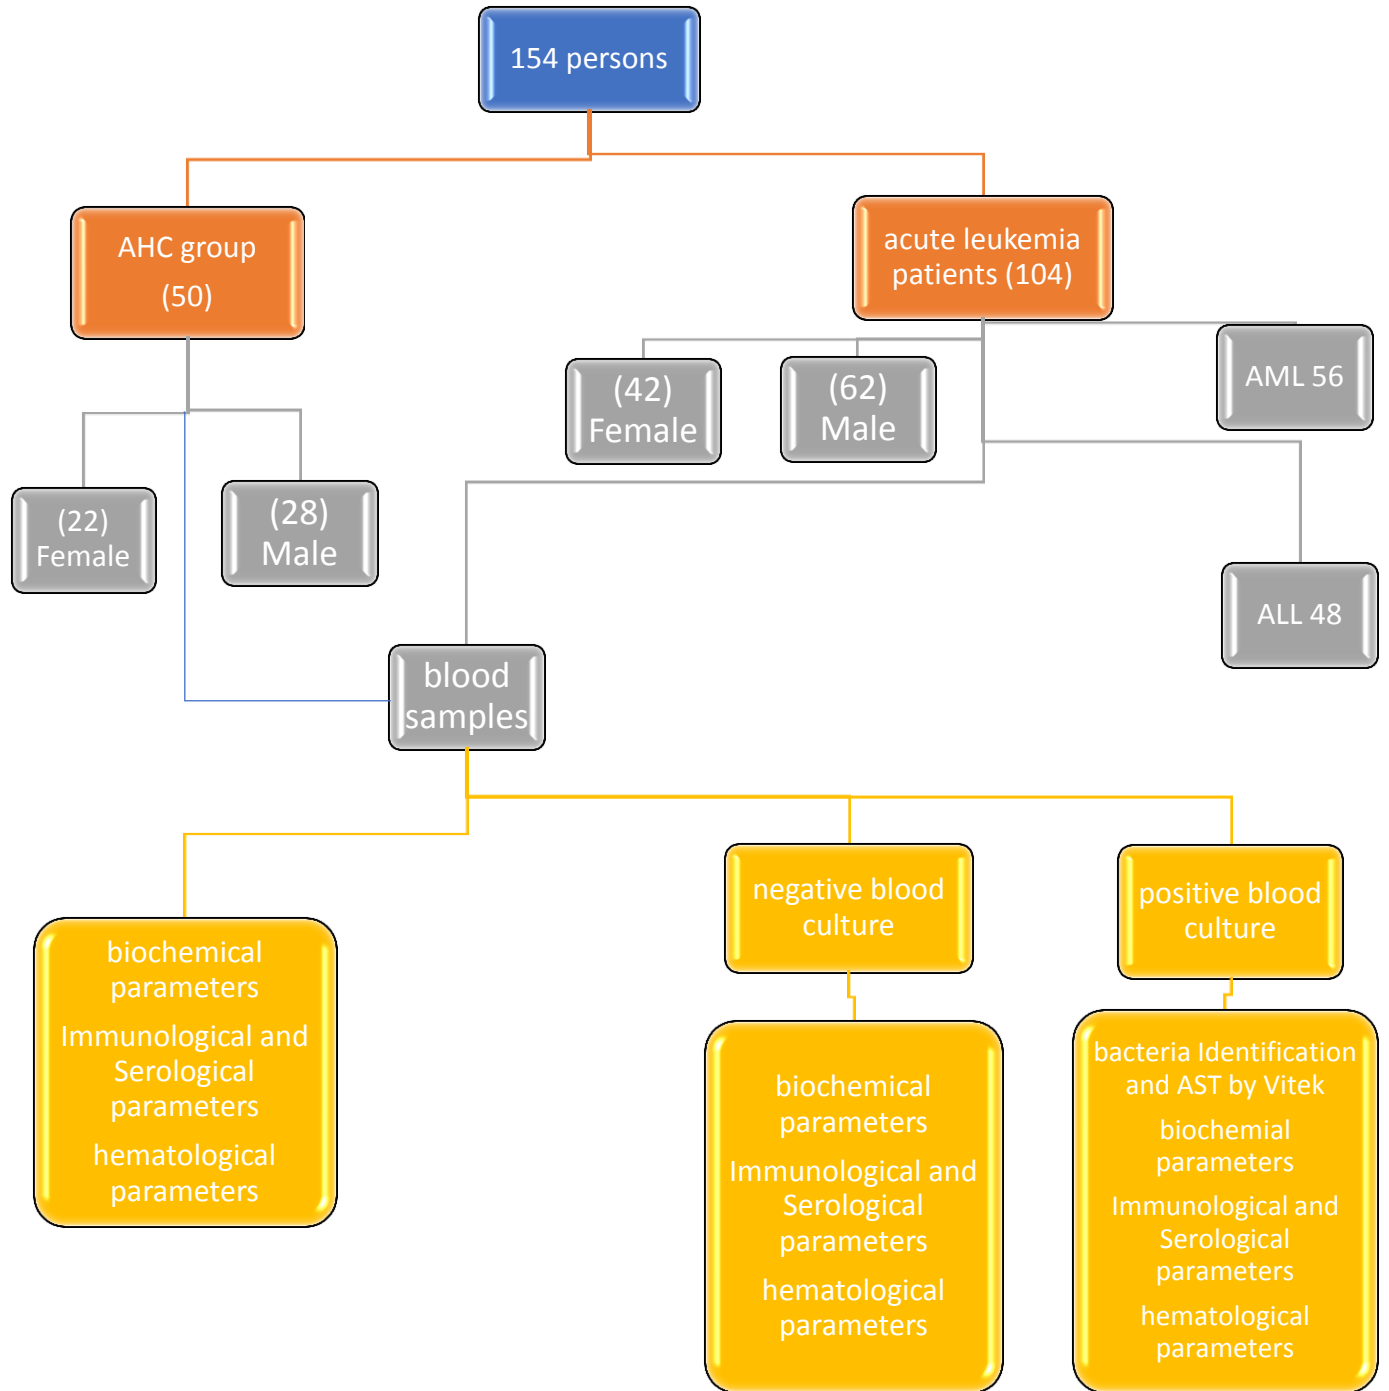 154 persons
AHC group
(50)
acute leukemia
patients (104)
(42)
Female
(62)
Male
AML 56
(22)
Female
(28)
Male
ALL 48
blood
samples
negative blood
culture
positive blood
culture
biochemical
parameters
Immunological and
Serological
parameters
hematological
parameters
biochemical
parameters
Immunological and
Serological
parameters
hematological
parameters
bacteria Identification
and AST by Vitek
biochemial
parameters
Immunological and
Serological
parameters
hematological
parameters